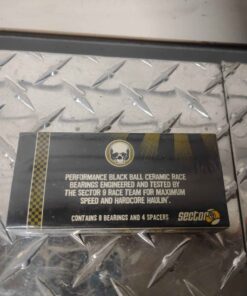 PERFORMANCE BLACK BALL CERAMIC RACE
BEARINGS ENGINEERED AND TESTED BY
THE SECTOR 9 RACE TEAM FOR MAXIMUM
SPEED AND HARDCORE HAULIN'.
CONTAINS 8 BEARINGS AND 4 SPACERS
SECTOR